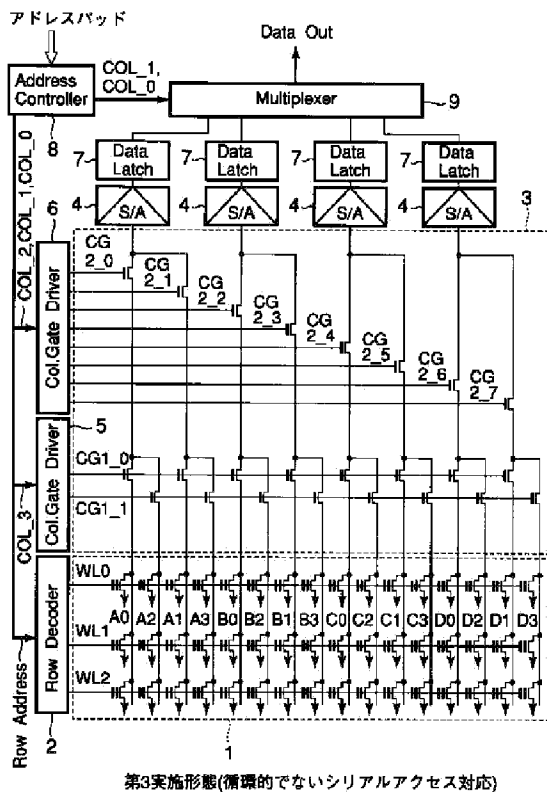 アドレスパッド
Data Out
COL_1,
COL_0
Address
Controller
8
Multiplexer
9
7
Data
Latch
7
Data
Latch
7
Data
Latch
7
Data
Latch
4
S/A
4
S/A
4
S/A
4
S/A
COL_2,COL_1,COL_0
6
3
Col.Gate Driver
CG
2_0
CG
2_1
CG
2_2
CG
2_3
CG
2_4
CG
2_5
CG
2_6
CG
2_7
5
Col.Gate Driver
COL_3
CG1_0
CG1_1
Row Decoder
Row Address
2
WL0
A0 A2 A1 A3 B0 B2 B1 B3 C0 C2 C1 C3 D0 D2 D1 D3
WL1
WL2
1
第3実施形態(循環的でないシリアルアクセス対応)